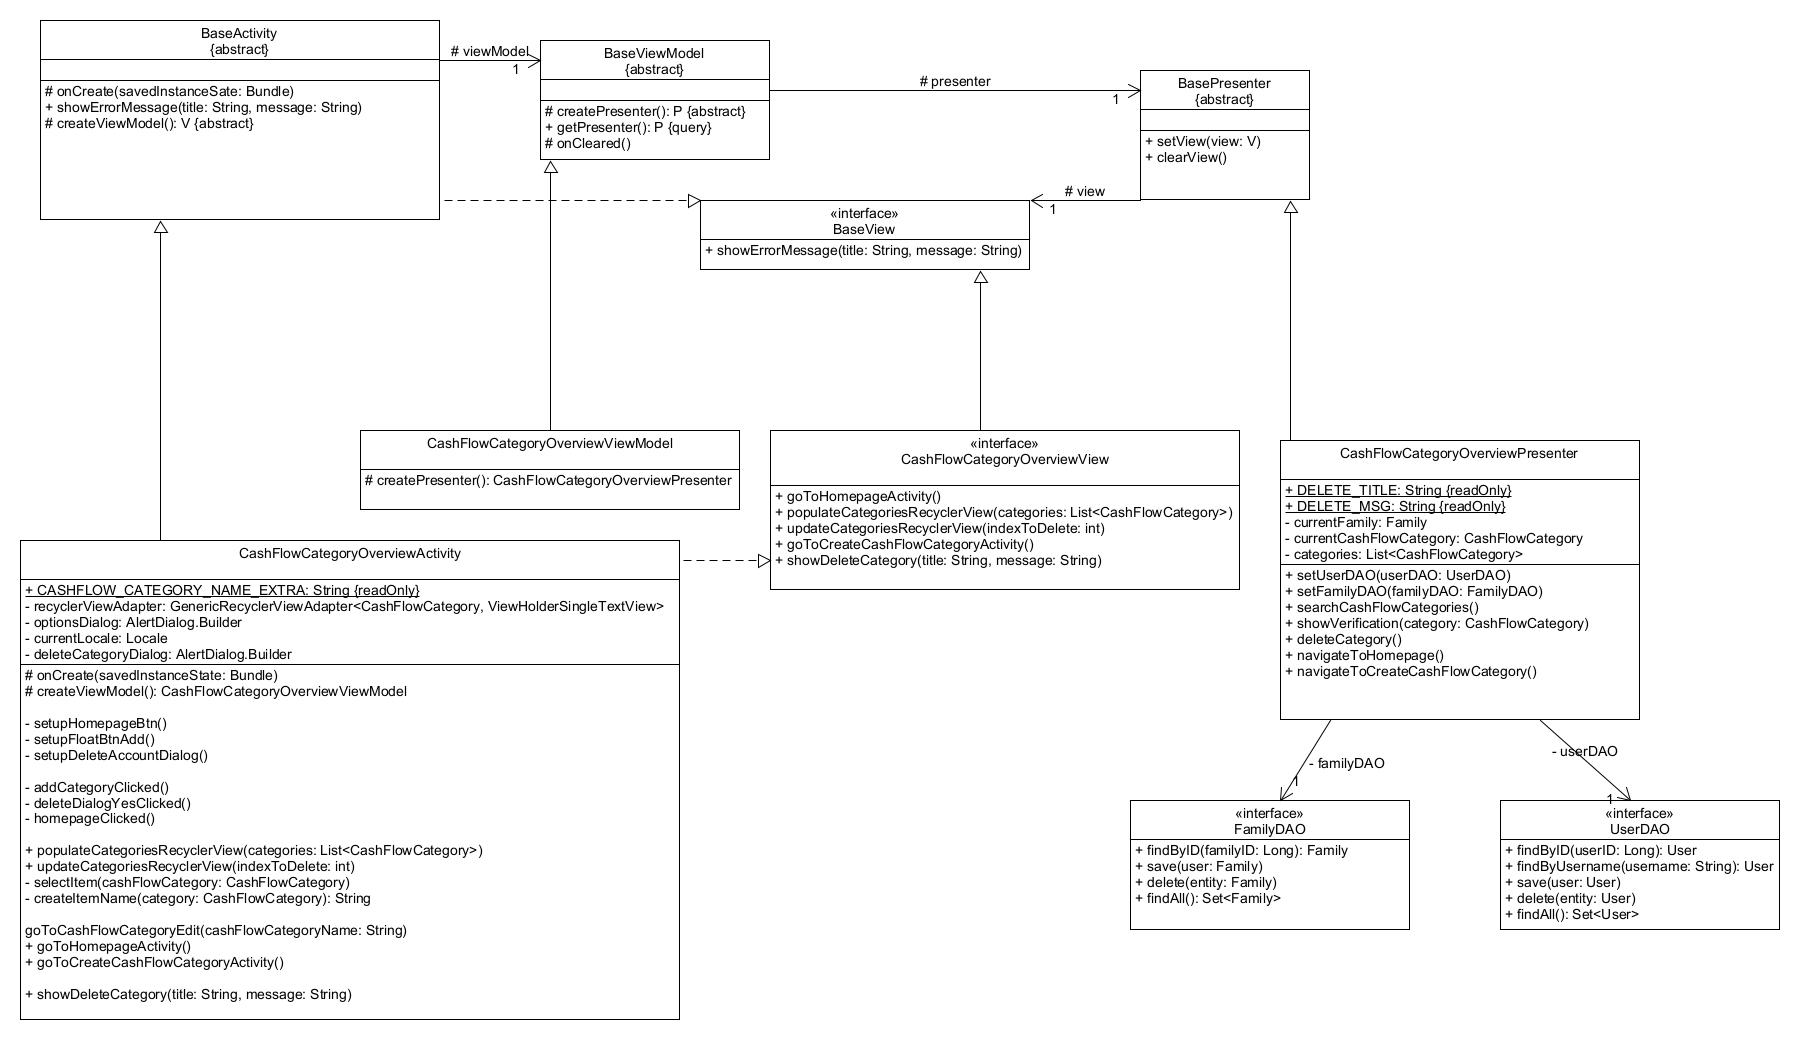 BaseActivity
{abstract}
# onCreate(savedInstanceSate: Bundle)
+ showErrorMessage(title: String, message: String)
# createViewModel(): V {abstract}
# viewModel
1
BaseViewModel
{abstract}
# createPresenter(): P {abstract}
+ getPresenter(): P {query}
# onCleared()
# presenter
1
BasePresenter
{abstract}
+ setView(view: V)
+ clearView()
# view
1
«interface»
BaseView
+ showErrorMessage(title: String, message: String)
CashFlowCategoryOverviewViewModel
# createPresenter(): CashFlowCategoryOverviewPresenter
«interface»
CashFlowCategoryOverviewView
+ goToHomepageActivity()
+ populateCategoriesRecyclerView(categories: List<CashFlowCategory>)
+ updateCategoriesRecyclerView(indexToDelete: int)
+ goToCreateCashFlowCategoryActivity()
+ showDeleteCategory(title: String, message: String)
CashFlowCategoryOverviewPresenter
+ DELETE_TITLE: String {readOnly}
+ DELETE_MSG: String {readOnly}
- currentFamily: Family
- currentCashFlowCategory: CashFlowCategory
- categories: List<CashFlowCategory>
+ setUserDAO(userDAO: UserDAO)
+ setFamilyDAO(familyDAO: FamilyDAO)
+ searchCashFlowCategories()
+ showVerification(category: CashFlowCategory)
+ deleteCategory()
+ navigateToHomepage()
+ navigateToCreateCashFlowCategory()
CashFlowCategoryOverviewActivity
+ CASHFLOW_CATEGORY_NAME_EXTRA: String {readOnly}
- recyclerViewAdapter: GenericRecyclerViewAdapter<CashFlowCategory, ViewHolderSingleTextView>
- optionsDialog: AlertDialog.Builder
- currentLocale: Locale
- deleteCategoryDialog: AlertDialog.Builder
# onCreate(savedInstanceState: Bundle)
# createViewModel(): CashFlowCategoryOverviewViewModel
- setupHomepageBtn()
- setupFloatBtnAdd()
- setupDeleteAccountDialog()
- addCategoryClicked()
- deleteDialogYesClicked()
- homepageClicked()
+ populateCategoriesRecyclerView(categories: List<CashFlowCategory>)
+ updateCategoriesRecyclerView(indexToDelete: int)
- selectItem(cashFlowCategory: CashFlowCategory)
- createItemName(category: CashFlowCategory): String
goToCashFlowCategoryEdit(cashFlowCategoryName: String)
+ goToHomepageActivity()
+ goToCreateCashFlowCategoryActivity()
+ showDeleteCategory(title: String, message: String)
- familyDAO
1
- userDAO
1
«interface»
FamilyDAO
+ findByID(familyID: Long): Family
+ save(user: Family)
+ delete(entity: Family)
+ findAll(): Set<Family>
«interface»
UserDAO
+ findByID(userID: Long): User
+ findByUsername(username: String): User
+ save(user: User)
+ delete(entity: User)
+ findAll(): Set<User>